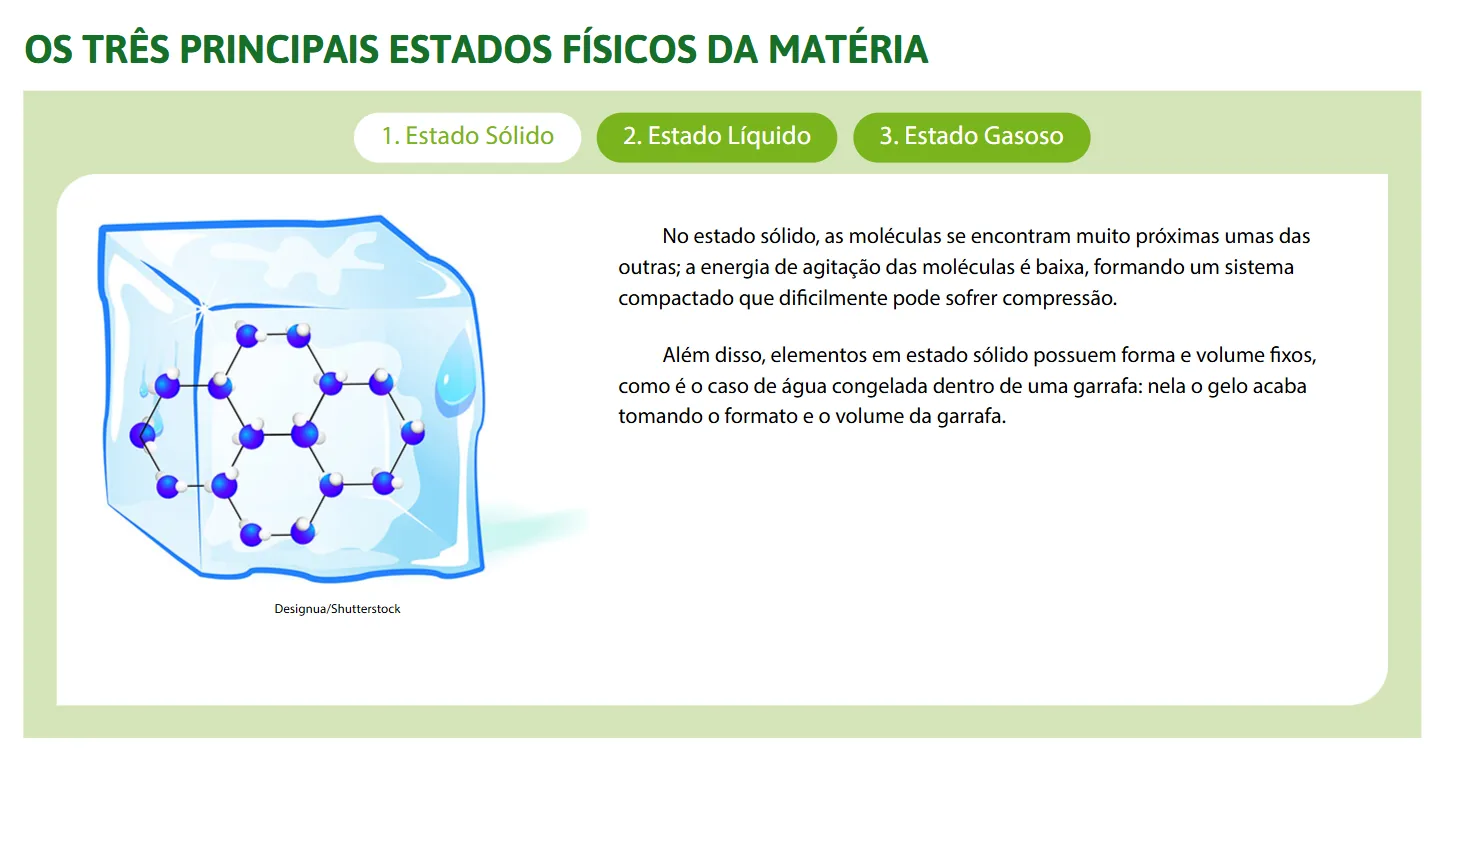 OS TRÊS PRINCIPAIS ESTADOS FÍSICOS DA MATÉRIA
1. Estado Sólido
2. Estado Líquido
3. Estado Gasoso
No estado sólido, as moléculas se encontram muito próximas umas das
outras; a energia de agitação das moléculas é baixa, formando um sistema
compactado que dificilmente pode sofrer compressão.
Além disso, elementos em estado sólido possuem forma e volume fixos,
como é o caso de água congelada dentro de uma garrafa: nela o gelo acaba
tomando o formato e o volume da garrafa.
Designua/Shutterstock